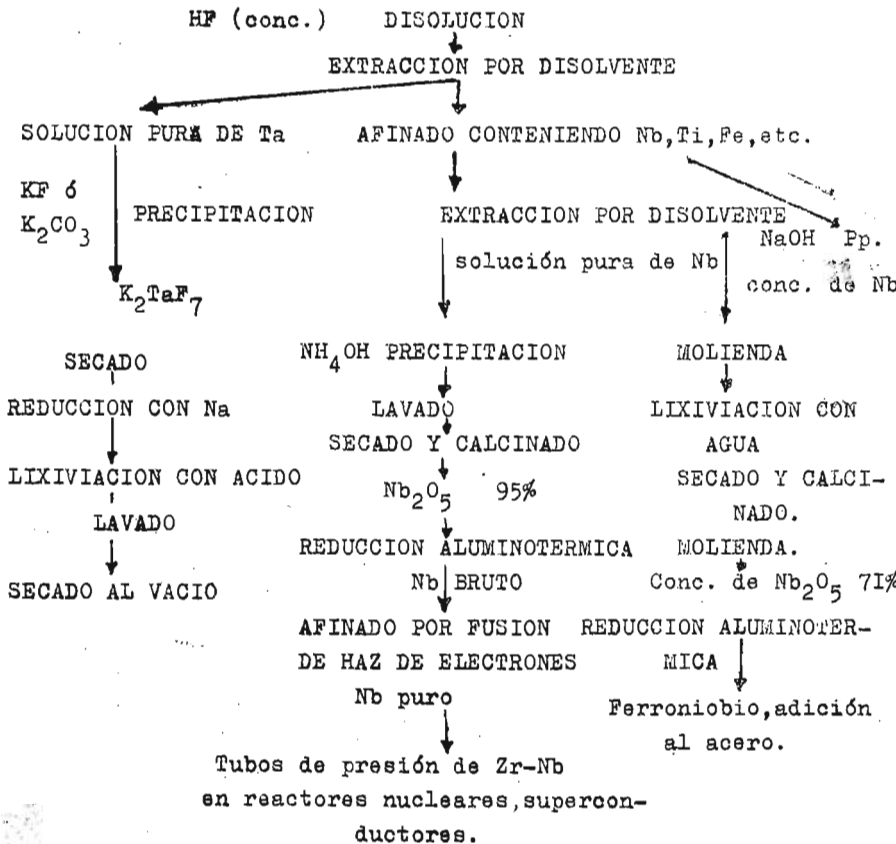 HF (conc.) DISOLUCION
EXTRACCION POR DISOLVENTE
SOLUCION PURA DE Ta AFINADO CONTENIENDO Nb,Ti,Fe,etc.
KF ó
K2CO3 PRECIPITACION
EXTRACCION POR DISOLVENTE
NaOH Pp.
solución pura de Nb
conc. de Nb
K2TaF7
SECADO
NH4OH PRECIPITACION MOLIENDA
REDUCCION CON Na LAVADO LIXIVIACION CON
SECADO Y CALCINADO AGUA
LIXIVIACION CON ACIDO
Nb2O5 95% SECADO Y CALCI-
NADO.
LAVADO
REDUCCION ALUMINOTERMICA MOLIENDA.
SECADO AL VACIO Nb BRUTO Conc. de Nb2O5 7I%
AFINADO POR FUSION REDUCCION ALUMINOTER-
DE HAZ DE ELECTRONES MICA
Nb puro Ferroniobio,adición
al acero.
Tubos de presión de Zr-Nb
en reactores nucleares,supercon-
ductores.